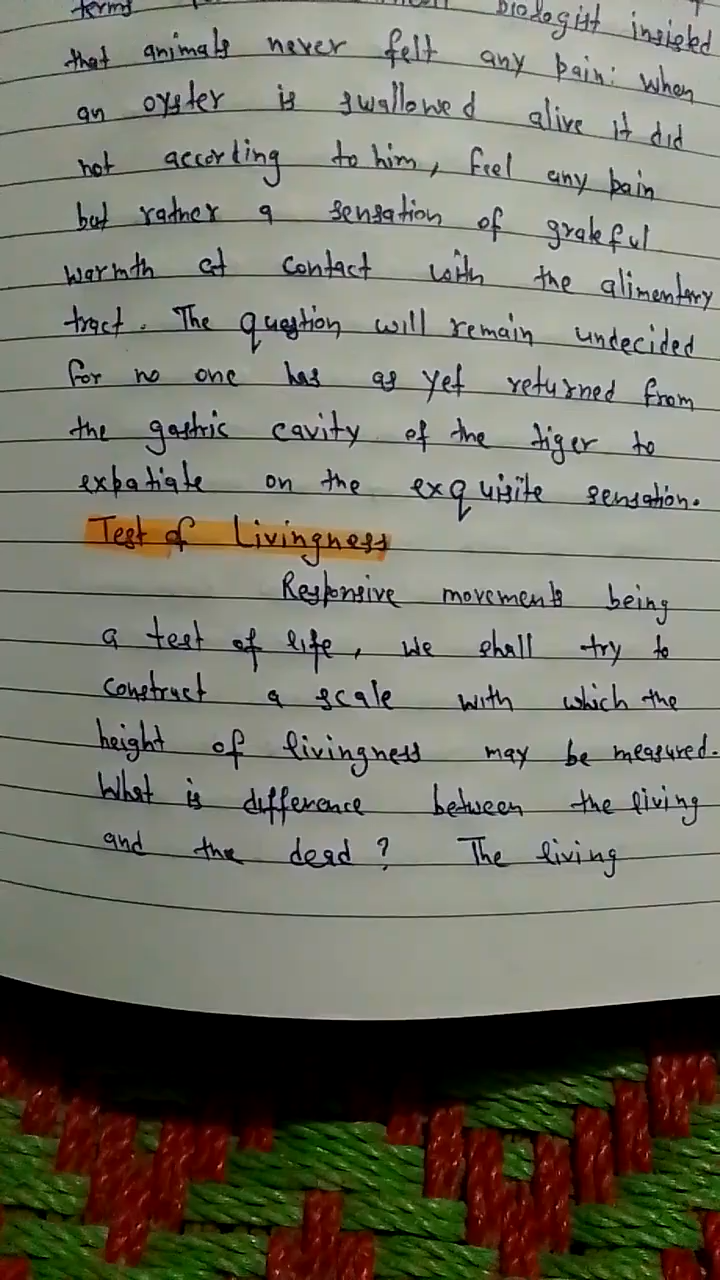 terms biologist insisted
that animals never felt any pain: when
an oyster is swallowed alive it did
not according to him, feel any pain
but rather a sensation of grateful
warmth at contact with the alimentary
tract. The question will remain undecided
for no one has as yet returned from
the gastric cavity of the tiger to
expatiate on the exquisite sensation.
Test of Livingness
Responsive movements being
a test of life, we shall try to
construct a scale with which the
height of livingness may be measured.
What is difference between the living
and the dead? The living